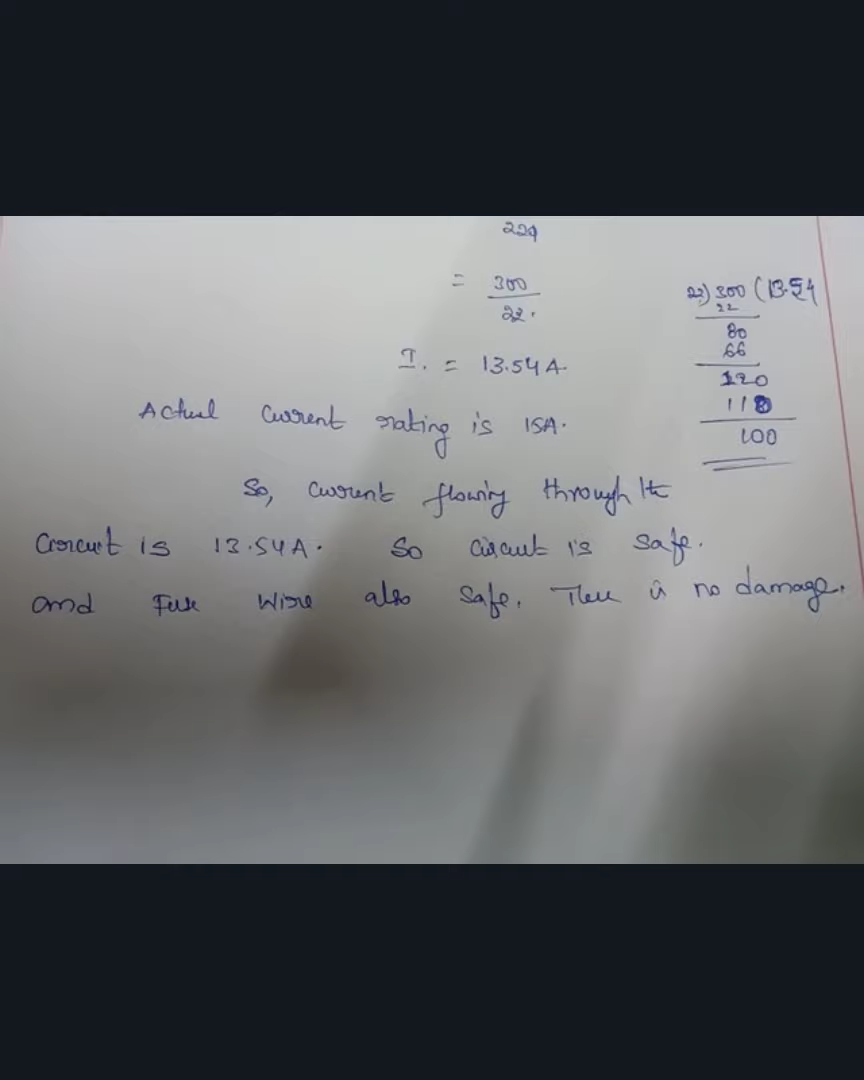 220
= 300
22.
22) 300 (13.54
22
80
66
120
110
100
I. = 13.54 A.
Actual current rating is 15A.
So, current flowing through the
Circuit is 13.54A. So circuit is safe.
and Fuse wire also safe. There is no damage.